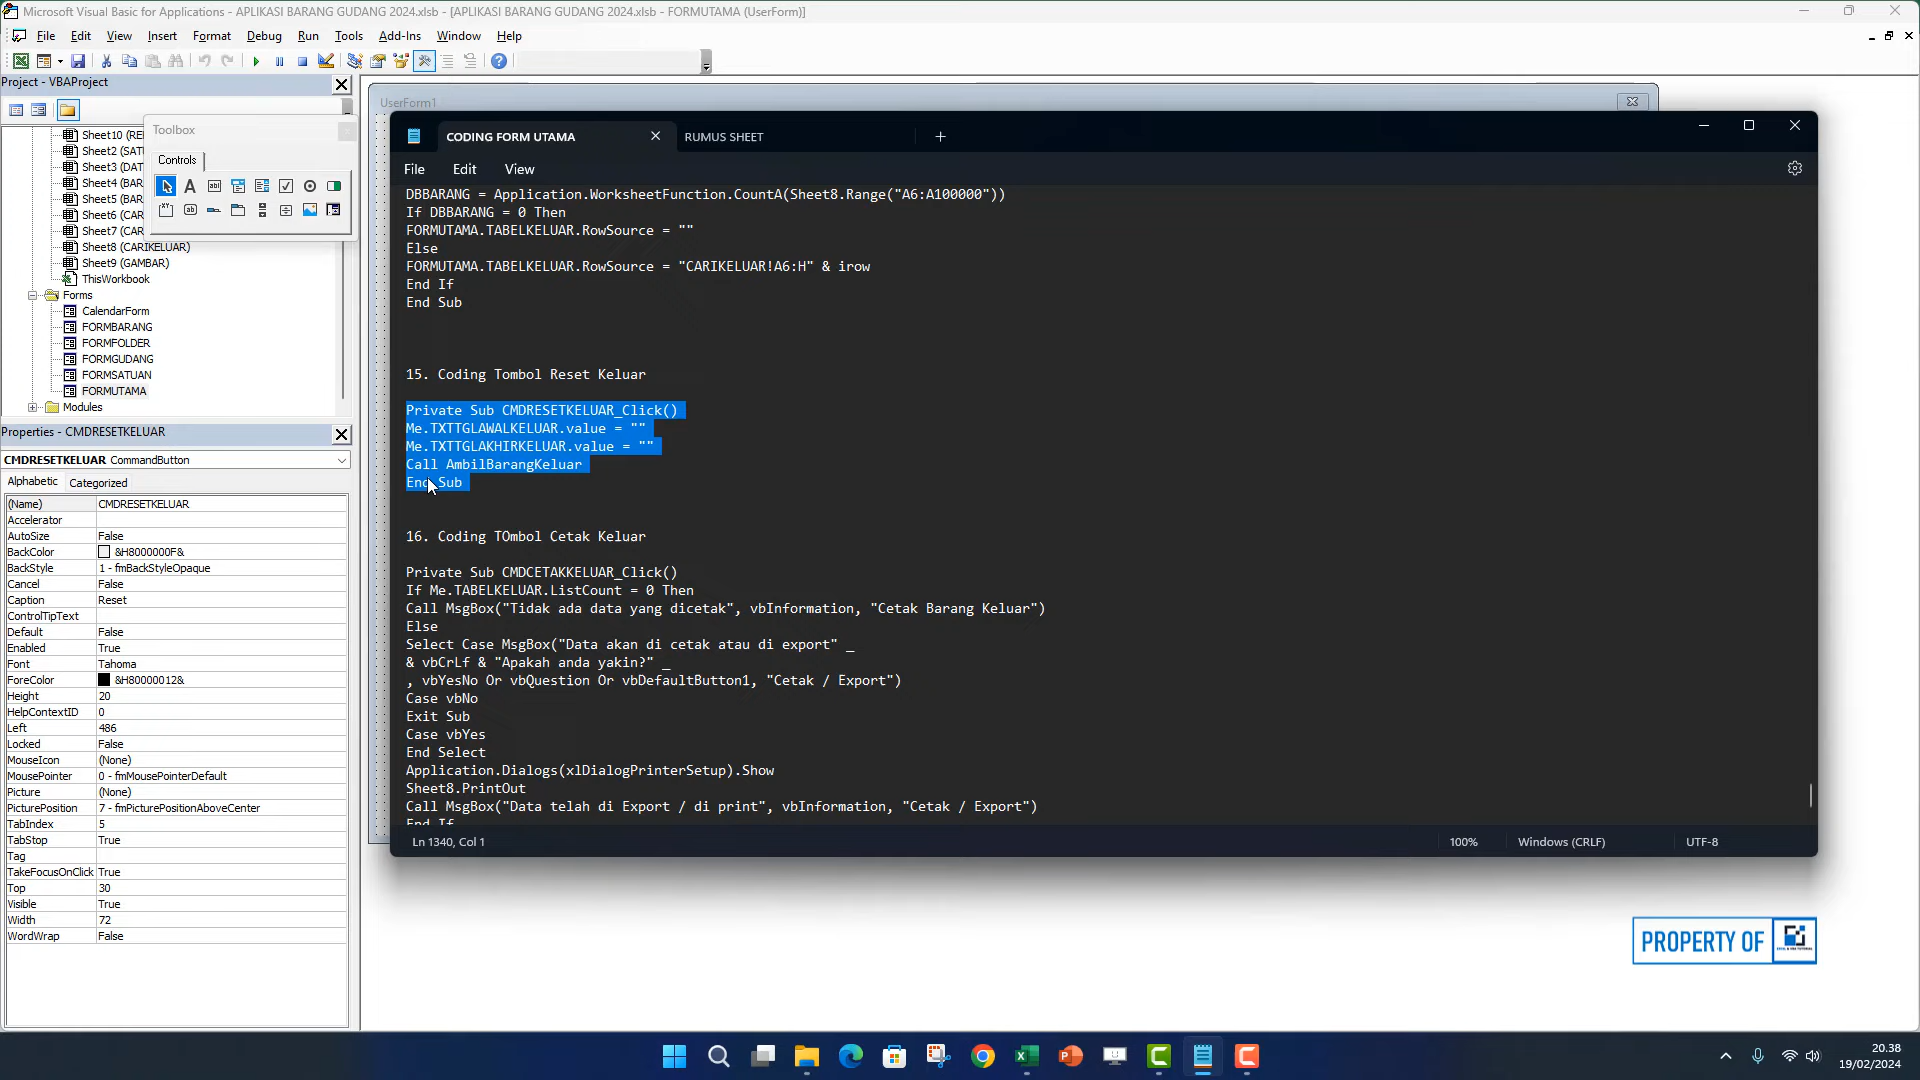 Microsoft Visual Basic for Applications - APLIKASI BARANG GUDANG 2024.xlsb - [APLIKASI BARANG GUDANG 2024.xlsb - FORMUTAMA (UserForm)]
File Edit View Insert Format Debug Run Tools Add-Ins Window Help
Project - VBAProject
Sheet10 (RE
Sheet2 (SAT
Sheet3 (DAT
Sheet4 (BAR
Sheet5 (BAR
Sheet6 (CAR
Sheet7 (CAR
Sheet8 (CARIKELUAR)
Sheet9 (GAMBAR)
ThisWorkbook
Forms
CalendarForm
FORMBARANG
FORMFOLDER
FORMGUDANG
FORMSATUAN
FORMUTAMA
Modules
Toolbox
Controls
Properties - CMDRESETKELUAR
CMDRESETKELUAR CommandButton
Alphabetic Categorized
(Name) CMDRESETKELUAR
Accelerator
AutoSize False
BackColor &H8000000F&
BackStyle 1 - fmBackStyleOpaque
Cancel False
Caption Reset
ControlTipText
Default False
Enabled True
Font Tahoma
ForeColor &H80000012&
Height 20
HelpContextID 0
Left 486
Locked False
MouseIcon (None)
MousePointer 0 - fmMousePointerDefault
Picture (None)
PicturePosition 7 - fmPicturePositionAboveCenter
TabIndex 5
TabStop True
Tag
TakeFocusOnClick True
Top 30
Visible True
Width 72
WordWrap False
UserForm1
CODING FORM UTAMA
RUMUS SHEET
File Edit View
DBBARANG = Application.WorksheetFunction.CountA(Sheet8.Range("A6:A100000"))
If DBBARANG = 0 Then
FORMUTAMA.TABELKELUAR.RowSource = ""
Else
FORMUTAMA.TABELKELUAR.RowSource = "CARIKELUAR!A6:H" & irow
End If
End Sub
15. Coding Tombol Reset Keluar
Private Sub CMDRESETKELUAR_Click()
Me.TXTTGLAWALKELUAR.value = ""
Me.TXTTGLAKHIRKELUAR.value = ""
Call AmbilBarangKeluar
End Sub
16. Coding TOmbol Cetak Keluar
Private Sub CMDCETAKKELUAR_Click()
If Me.TABELKELUAR.ListCount = 0 Then
Call MsgBox("Tidak ada data yang dicetak", vbInformation, "Cetak Barang Keluar")
Else
Select Case MsgBox("Data akan di cetak atau di export" _
& vbCrLf & "Apakah anda yakin?" _
, vbYesNo Or vbQuestion Or vbDefaultButton1, "Cetak / Export")
Case vbNo
Exit Sub
Case vbYes
End Select
Application.Dialogs(xlDialogPrinterSetup).Show
Sheet8.PrintOut
Call MsgBox("Data telah di Export / di print", vbInformation, "Cetak / Export")
End If
Ln 1340, Col 1
100%
Windows (CRLF)
UTF-8
PROPERTY OF
20.38
19/02/2024